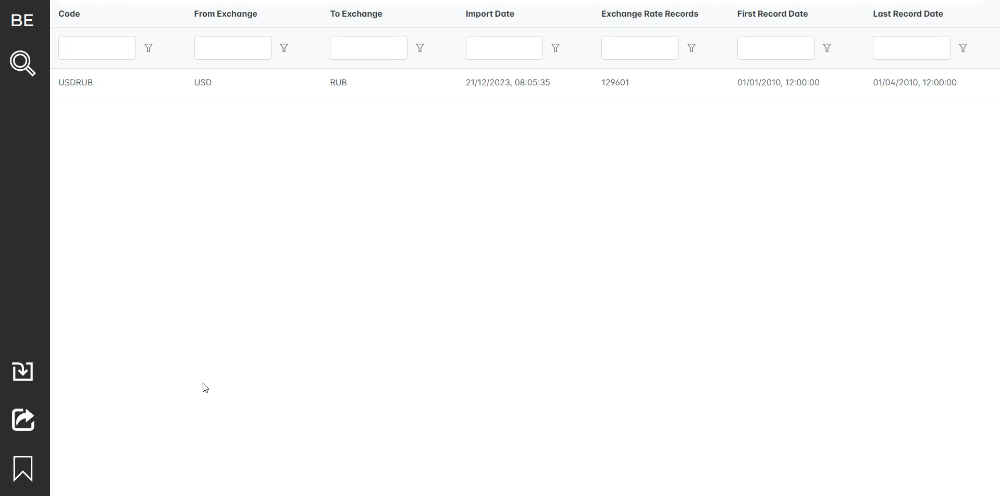 BE
Code From Exchange To Exchange Import Date Exchange Rate Records First Record Date Last Record Date
USDRUB USD RUB 21/12/2023, 08:05:35 129601 01/01/2010, 12:00:00 01/04/2010, 12:00:00